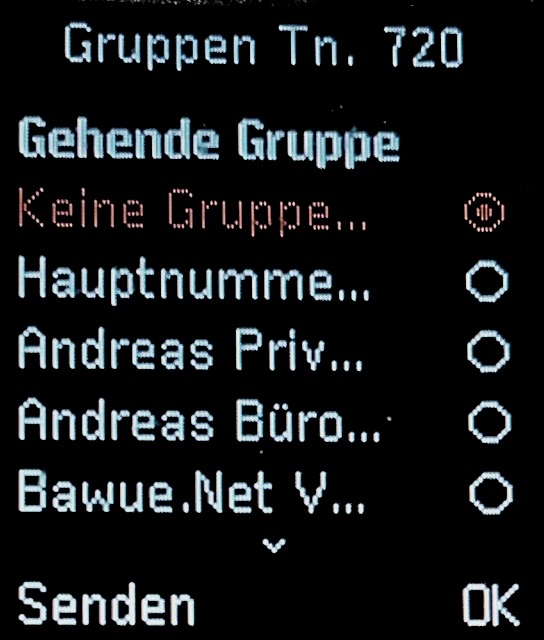 Gruppen Tn. 720
Gehende Gruppe
Keine Gruppe...
Hauptnumme...
Andreas Priv...
Andreas Büro...
Bawue.Net V...
Senden OK